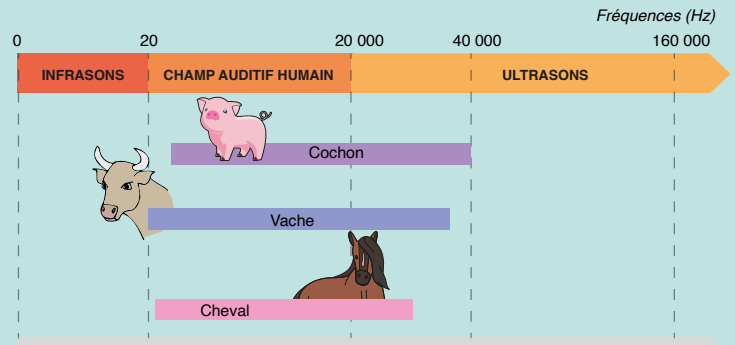 Fréquences (Hz)
0 20 20 000 40 000 160 000
INFRASONS CHAMP AUDITIF HUMAIN ULTRASONS
Cochon
Vache
Cheval